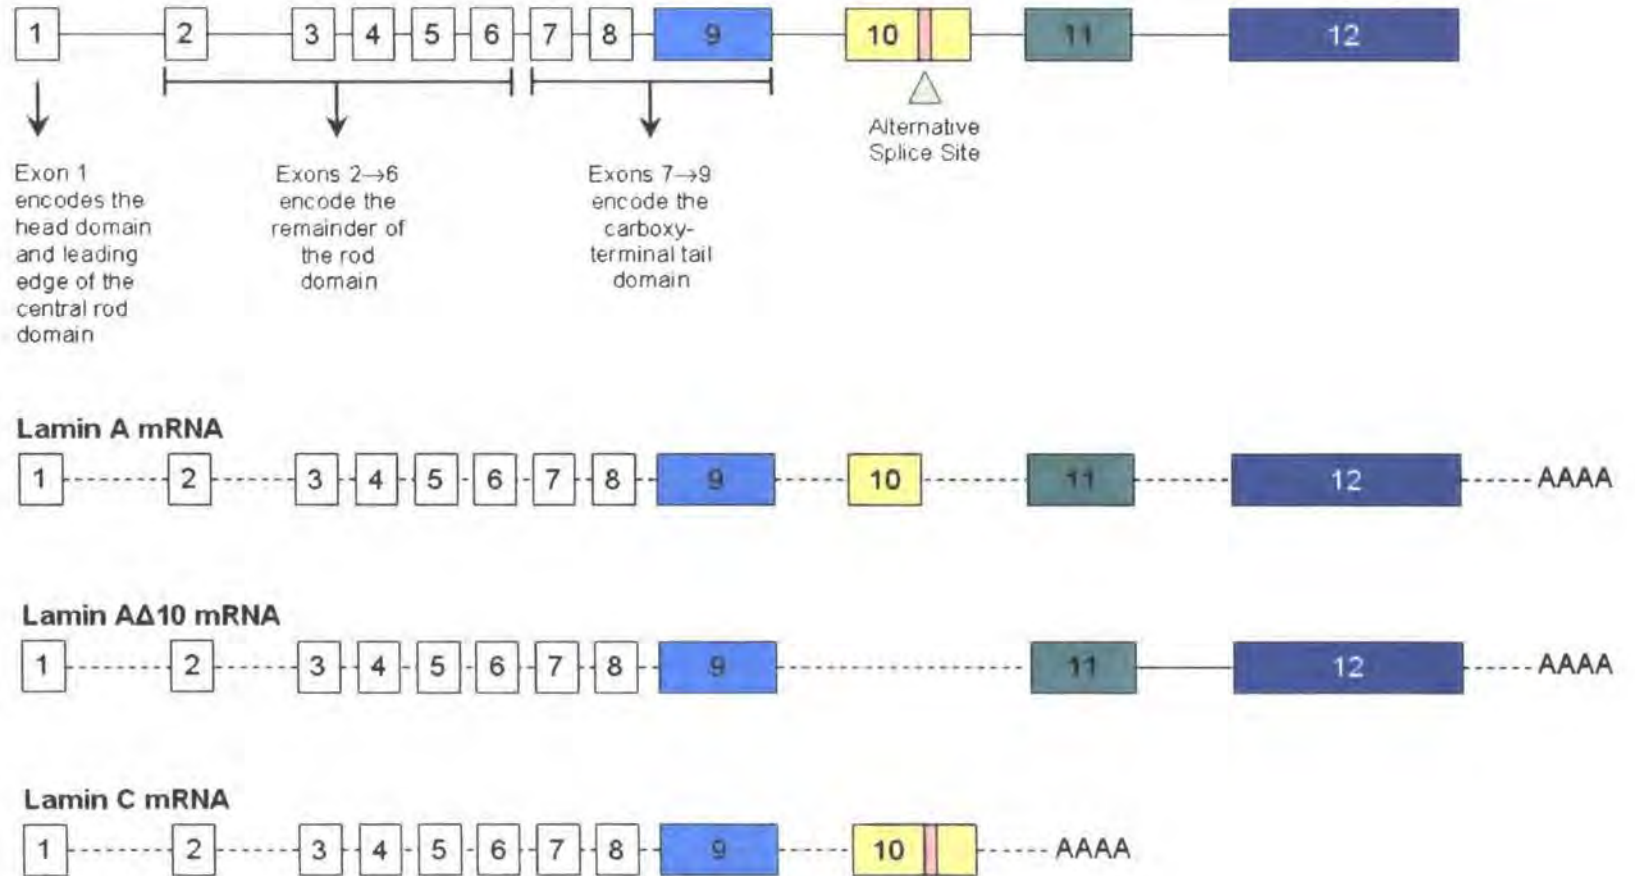 1 2 3 4 5 6 7 8 9 10 11 12
Alternative
Splice Site
Exon 1
encodes the
head domain
and leading
edge of the
central rod
domain
Exons 2→6
encode the
remainder of
the rod
domain
Exons 7→9
encode the
carboxy-
terminal tail
domain
Lamin A mRNA
1 2 3 4 5 6 7 8 9 10 11 12 AAAA
Lamin AΔ10 mRNA
1 2 3 4 5 6 7 8 9 11 12 AAAA
Lamin C mRNA
1 2 3 4 5 6 7 8 9 10 AAAA